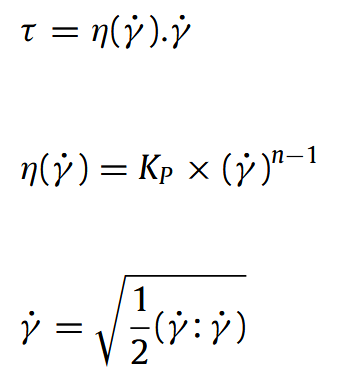 τ = η(γ̇).γ̇
η(γ̇) = K_P × (γ̇)^{n−1}
γ̇ = √(1/2 (γ̇ : γ̇))